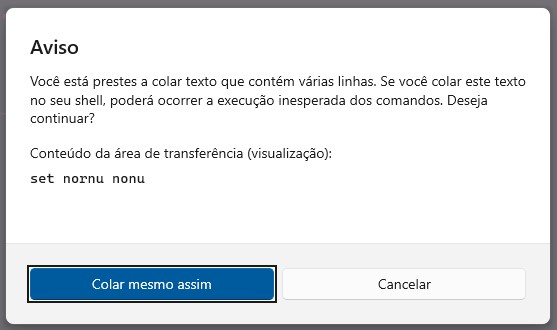 Aviso
Você está prestes a colar texto que contém várias linhas. Se você colar este texto
no seu shell, poderá ocorrer a execução inesperada dos comandos. Deseja
continuar?
Conteúdo da área de transferência (visualização):
set nornu nonu
Colar mesmo assim
Cancelar